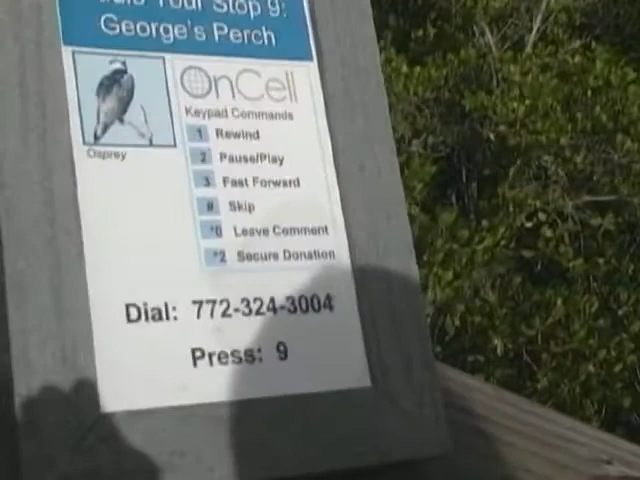 Your Stop 9:
George's Perch
OnCell
Keypad Commands
Osprey
1 Rewind
2 Pause/Play
3 Fast Forward
# Skip
*0 Leave Comment
*2 Secure Donation
Dial: 772-324-3004
Press: 9